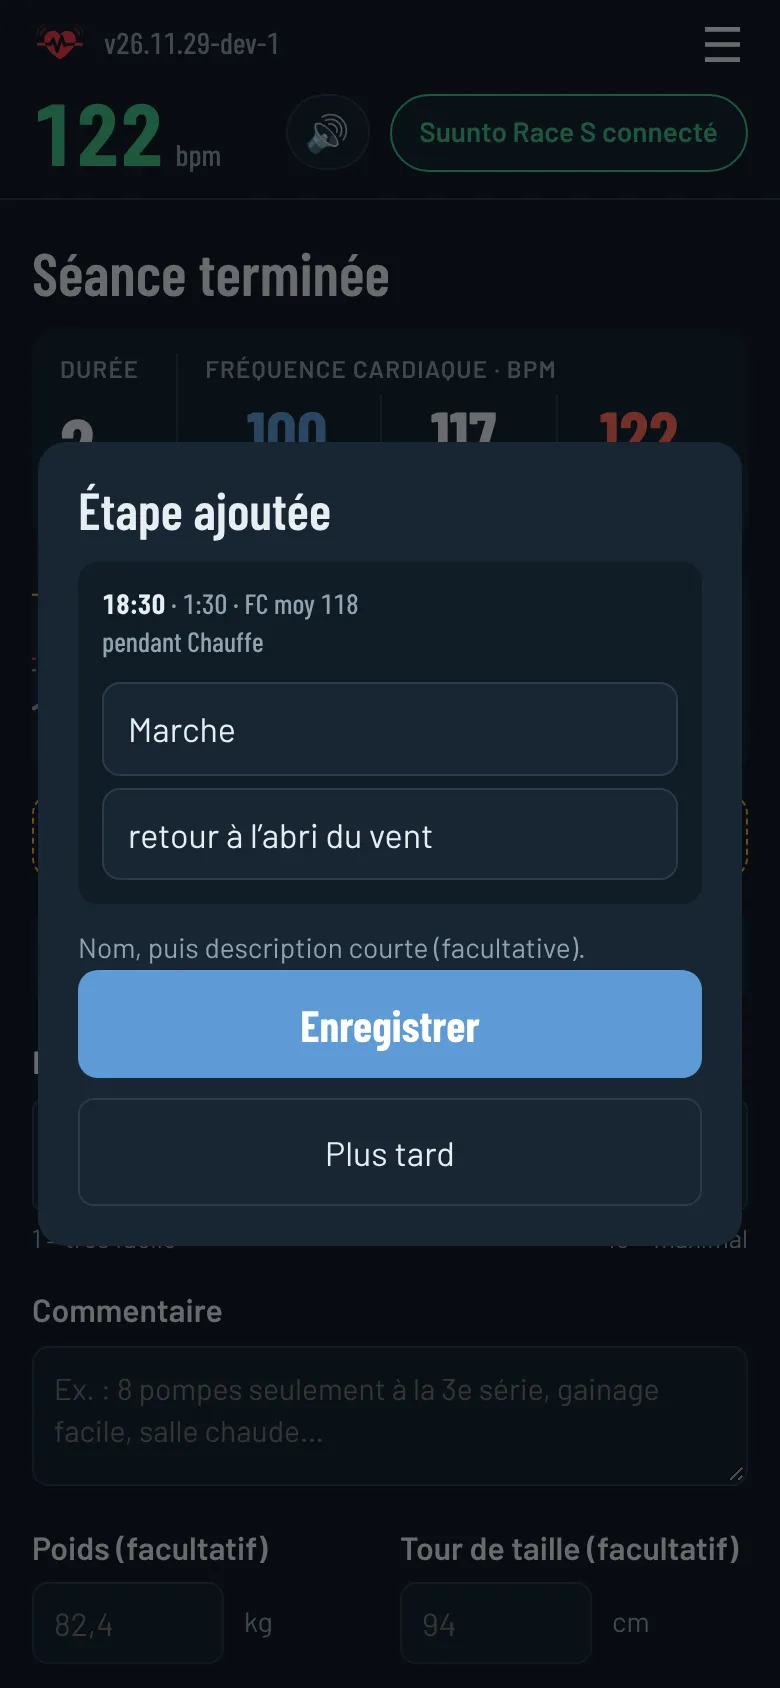 v26.11.29-dev-1
122 bpm
Suunto Race S connecté
Séance terminée
DURÉE
FRÉQUENCE CARDIAQUE · BPM
100
117
122
Étape ajoutée
18:30 · 1:30 · FC moy 118
pendant Chauffe
Marche
retour à l’abri du vent
Nom, puis description courte (facultative).
Enregistrer
Plus tard
Commentaire
Ex. : 8 pompes seulement à la 3e série, gainage
facile, salle chaude...
Poids (facultatif)
Tour de taille (facultatif)
82,4 kg
94 cm